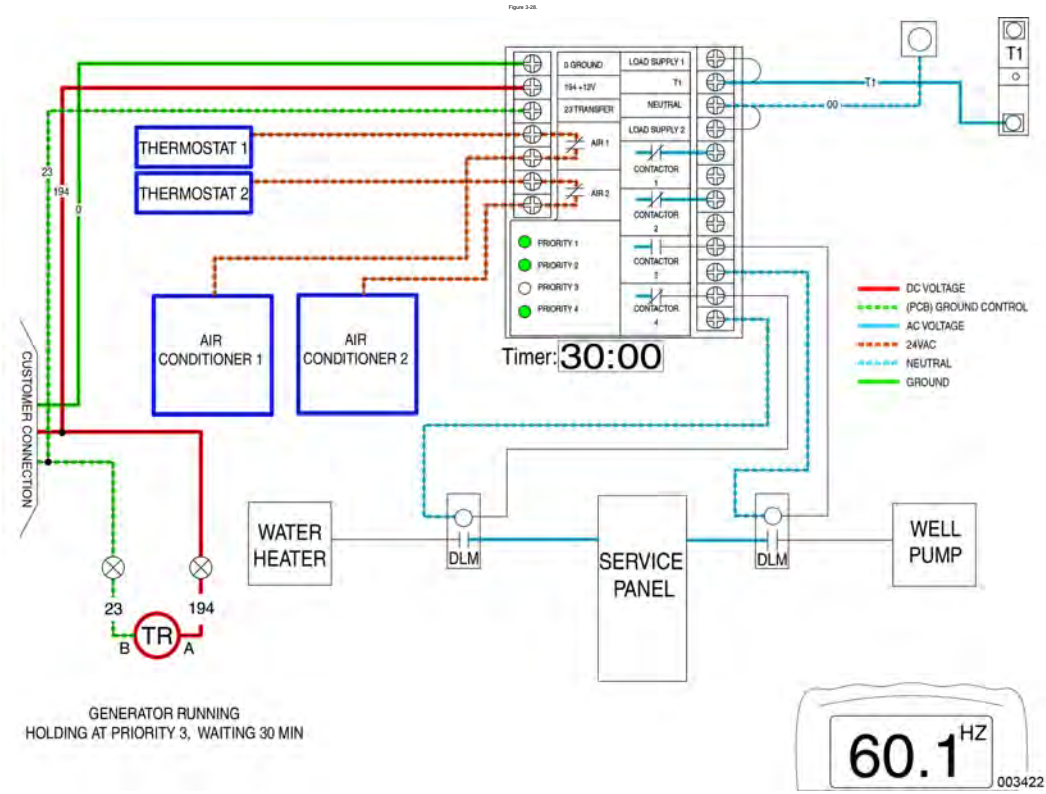 Figure 3-28.
0 GROUND
194 +12V
23 TRANSFER
AIR 1
AIR 2
LOAD SUPPLY 1
T1
NEUTRAL
LOAD SUPPLY 2
CONTACTOR
1
CONTACTOR
2
CONTACTOR
3
CONTACTOR
4
PRIORITY 1
PRIORITY 2
PRIORITY 3
PRIORITY 4
Timer: 30:00
T1
00
T1
THERMOSTAT 1
THERMOSTAT 2
23
194
0
AIR
CONDITIONER 1
AIR
CONDITIONER 2
DC VOLTAGE
(PCB) GROUND CONTROL
AC VOLTAGE
24VAC
NEUTRAL
GROUND
CUSTOMER CONNECTION
WATER
HEATER
DLM
SERVICE
PANEL
DLM
WELL
PUMP
23
194
B
TR
A
GENERATOR RUNNING
HOLDING AT PRIORITY 3, WAITING 30 MIN
60.1 HZ
003422